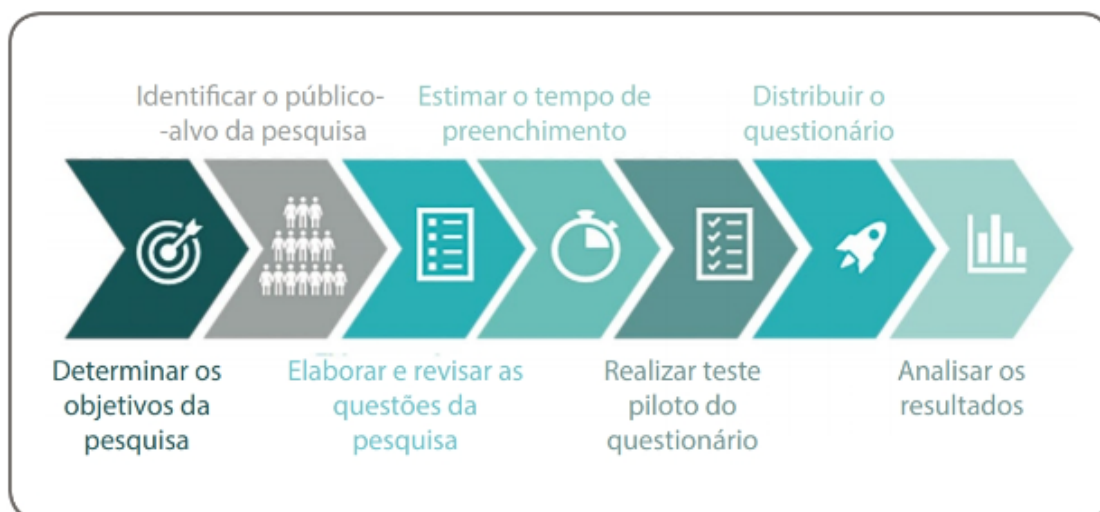 Identificar o público-
-alvo da pesquisa
Estimar o tempo de
preenchimento
Distribuir o
questionário
Determinar os
objetivos da
pesquisa
Elaborar e revisar as
questões da
pesquisa
Realizar teste
piloto do
questionário
Analisar os
resultados